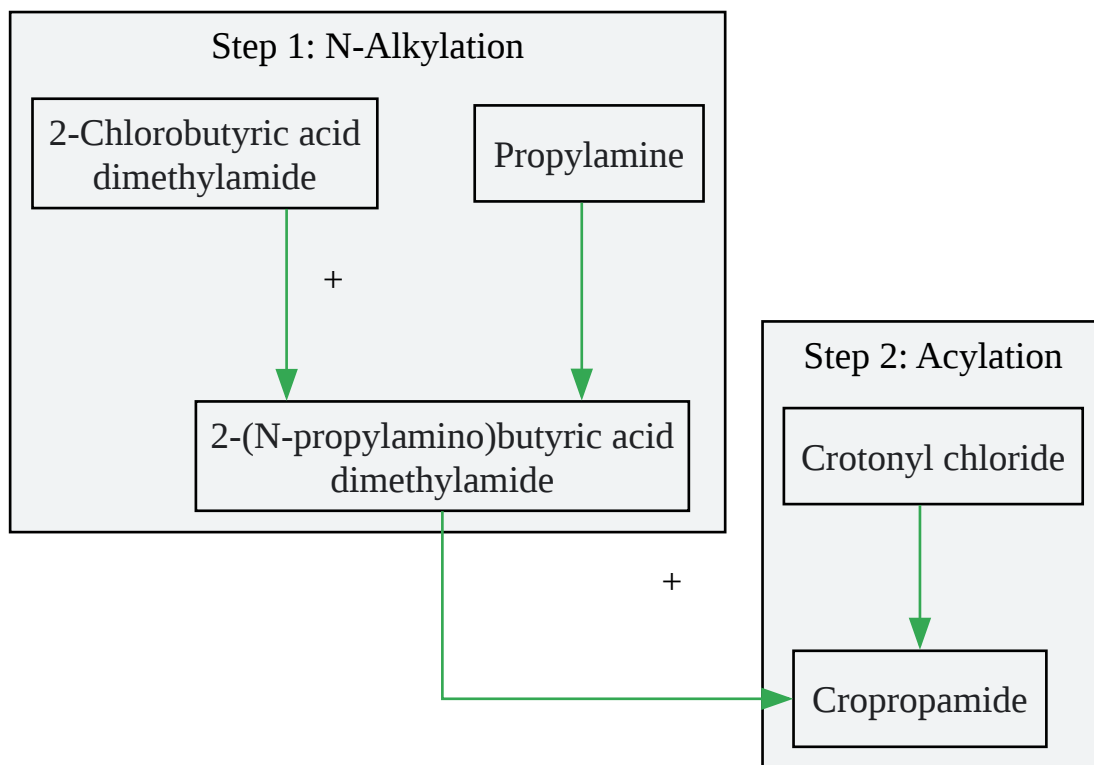 Step 1: N-Alkylation
2-Chlorobutyric acid
dimethylamide
Propylamine
+
2-(N-propylamino)butyric acid
dimethylamide
+
Step 2: Acylation
Crotonyl chloride
Cropropamide